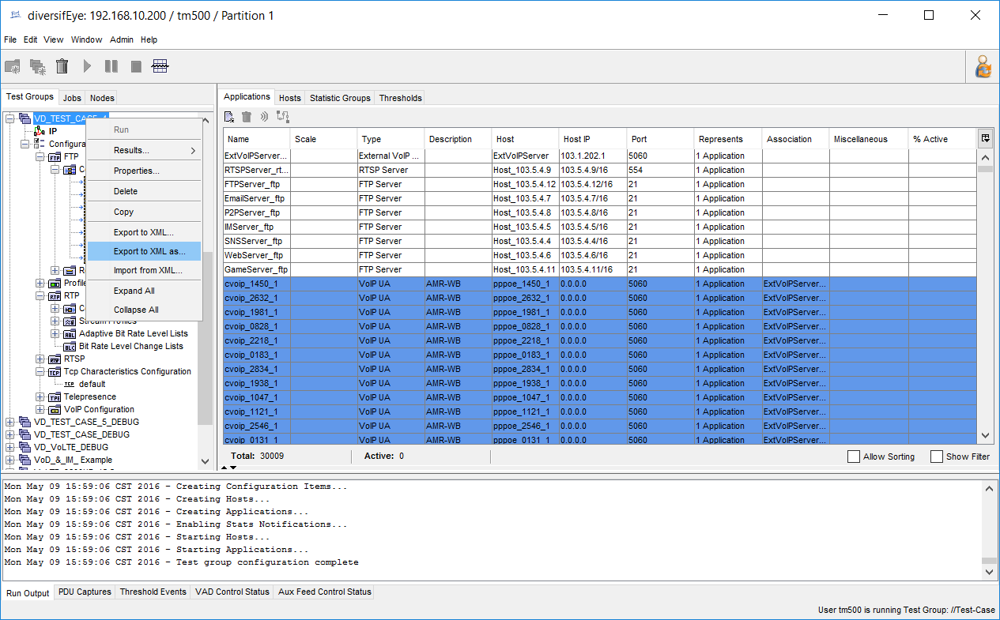 diversifEye: 192.168.10.200 / tm500 / Partition 1
File Edit View Window Admin Help
Test Groups Jobs Nodes
VD_TEST_CASE_4
IP
Configura
FTP
C
R
Profile
RTP
C
Stream Profiles
Adaptive Bit Rate Level Lists
Bit Rate Level Change Lists
RTSP
Tcp Characteristics Configuration
default
Telepresence
VoIP Configuration
VD_TEST_CASE_5_DEBUG
VD_TEST_CASE_DEBUG
VD_VoLTE_DEBUG
VoD_&_IM_ Example
Run
Results...
Properties...
Delete
Copy
Export to XML...
Export to XML as...
Import from XML...
Expand All
Collapse All
Applications Hosts Statistic Groups Thresholds
Name Scale Type Description Host Host IP Port Represents Association Miscellaneous % Active
ExtVoIPServer... External VoIP ... ExtVoIPServer 103.1.202.1 5060 1 Application
RTSPServer_rt... RTSP Server Host_103.5.4.9 103.5.4.9/16 554 1 Application
FTPServer_ftp FTP Server Host_103.5.4.12 103.5.4.12/16 21 1 Application
EmailServer_ftp FTP Server Host_103.5.4.7 103.5.4.7/16 21 1 Application
P2PServer_ftp FTP Server Host_103.5.4.8 103.5.4.8/16 21 1 Application
IMServer_ftp FTP Server Host_103.5.4.5 103.5.4.5/16 21 1 Application
SNSServer_ftp FTP Server Host_103.5.4.4 103.5.4.4/16 21 1 Application
WebServer_ftp FTP Server Host_103.5.4.6 103.5.4.6/16 21 1 Application
GameServer_ftp FTP Server Host_103.5.4.11 103.5.4.11/16 21 1 Application
cvoip_1450_1 VoIP UA AMR-WB pppoe_1450_1 0.0.0.0 5060 1 Application ExtVoIPServer...
cvoip_2632_1 VoIP UA AMR-WB pppoe_2632_1 0.0.0.0 5060 1 Application ExtVoIPServer...
cvoip_1981_1 VoIP UA AMR-WB pppoe_1981_1 0.0.0.0 5060 1 Application ExtVoIPServer...
cvoip_0828_1 VoIP UA AMR-WB pppoe_0828_1 0.0.0.0 5060 1 Application ExtVoIPServer...
cvoip_2218_1 VoIP UA AMR-WB pppoe_2218_1 0.0.0.0 5060 1 Application ExtVoIPServer...
cvoip_0183_1 VoIP UA AMR-WB pppoe_0183_1 0.0.0.0 5060 1 Application ExtVoIPServer...
cvoip_2834_1 VoIP UA AMR-WB pppoe_2834_1 0.0.0.0 5060 1 Application ExtVoIPServer...
cvoip_1938_1 VoIP UA AMR-WB pppoe_1938_1 0.0.0.0 5060 1 Application ExtVoIPServer...
cvoip_1047_1 VoIP UA AMR-WB pppoe_1047_1 0.0.0.0 5060 1 Application ExtVoIPServer...
cvoip_1121_1 VoIP UA AMR-WB pppoe_1121_1 0.0.0.0 5060 1 Application ExtVoIPServer...
cvoip_2546_1 VoIP UA AMR-WB pppoe_2546_1 0.0.0.0 5060 1 Application ExtVoIPServer...
cvoip_0131_1 VoIP UA AMR-WB pppoe_0131_1 0.0.0.0 5060 1 Application ExtVoIPServer...
Total: 30009 Active: 0 Allow Sorting Show Filter
Mon May 09 15:59:06 CST 2016 - Creating Configuration Items...
Mon May 09 15:59:06 CST 2016 - Creating Hosts...
Mon May 09 15:59:06 CST 2016 - Creating Applications...
Mon May 09 15:59:06 CST 2016 - Enabling Stats Notifications...
Mon May 09 15:59:06 CST 2016 - Starting Hosts...
Mon May 09 15:59:06 CST 2016 - Starting Applications...
Mon May 09 15:59:06 CST 2016 - Test group configuration complete
Run Output PDU Captures Threshold Events VAD Control Status Aux Feed Control Status
User tm500 is running Test Group: //Test-Case